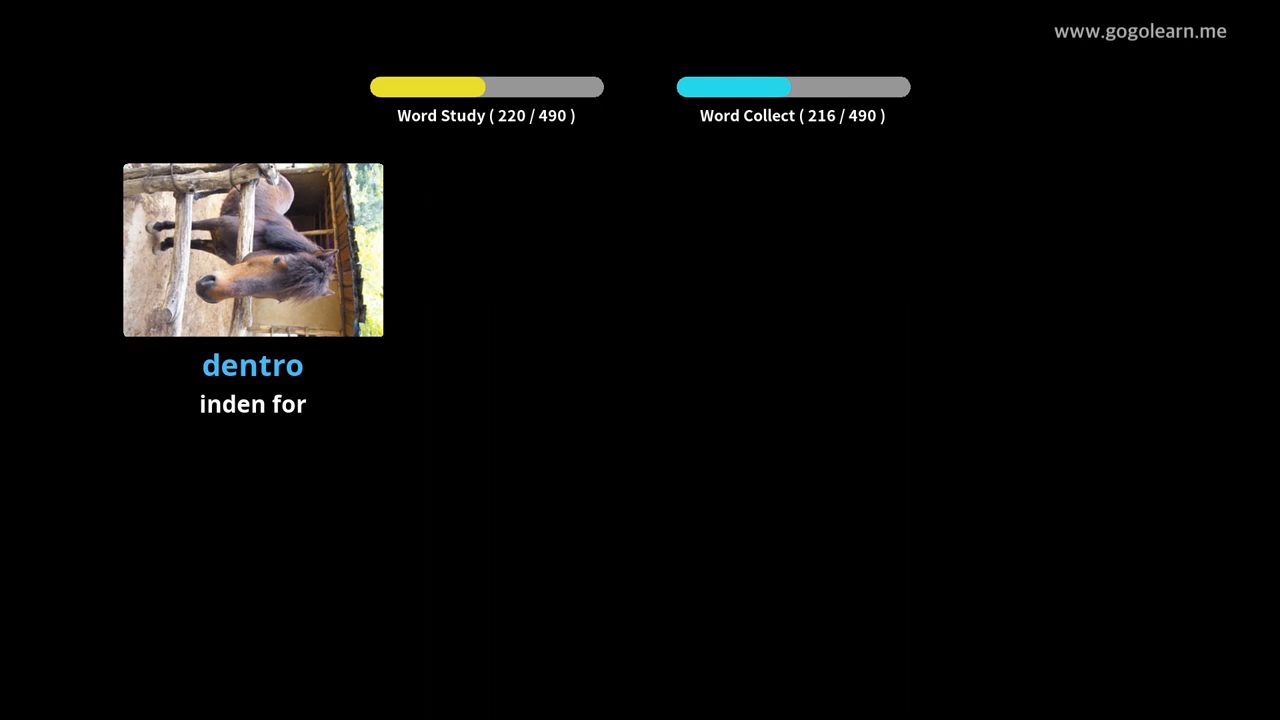 www.gogolearn.me
Word Study ( 220 / 490 )
Word Collect ( 216 / 490 )
dentro
inden for